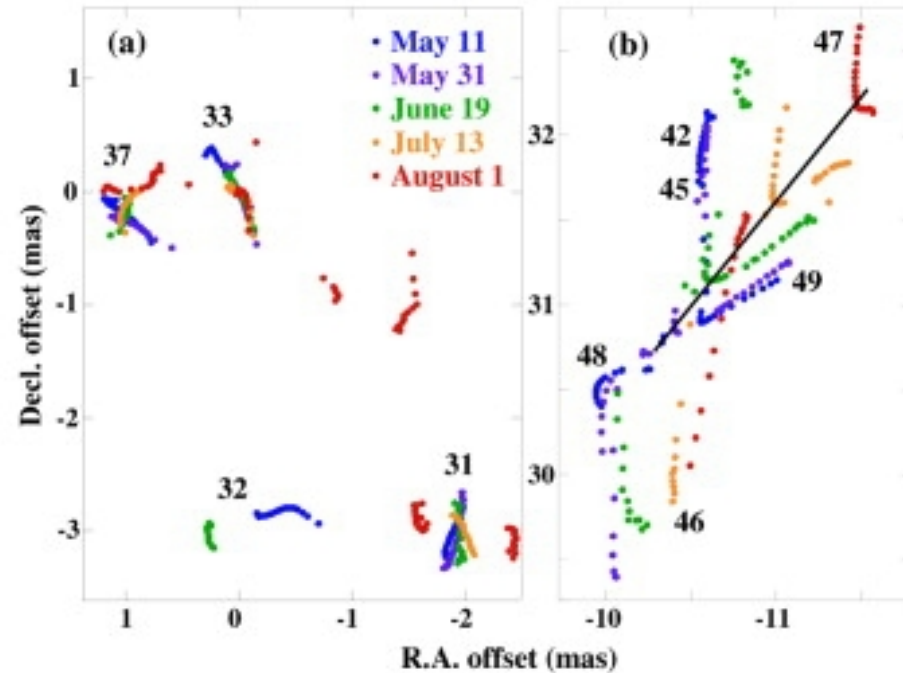 (a)
May 11
May 31
June 19
July 13
August 1
37
33
32
31
1
0
-1
-2
-3
1
0
-1
-2
Decl. offset (mas)
(b)
47
42
45
49
48
46
32
31
30
-10
-11
R.A. offset (mas)